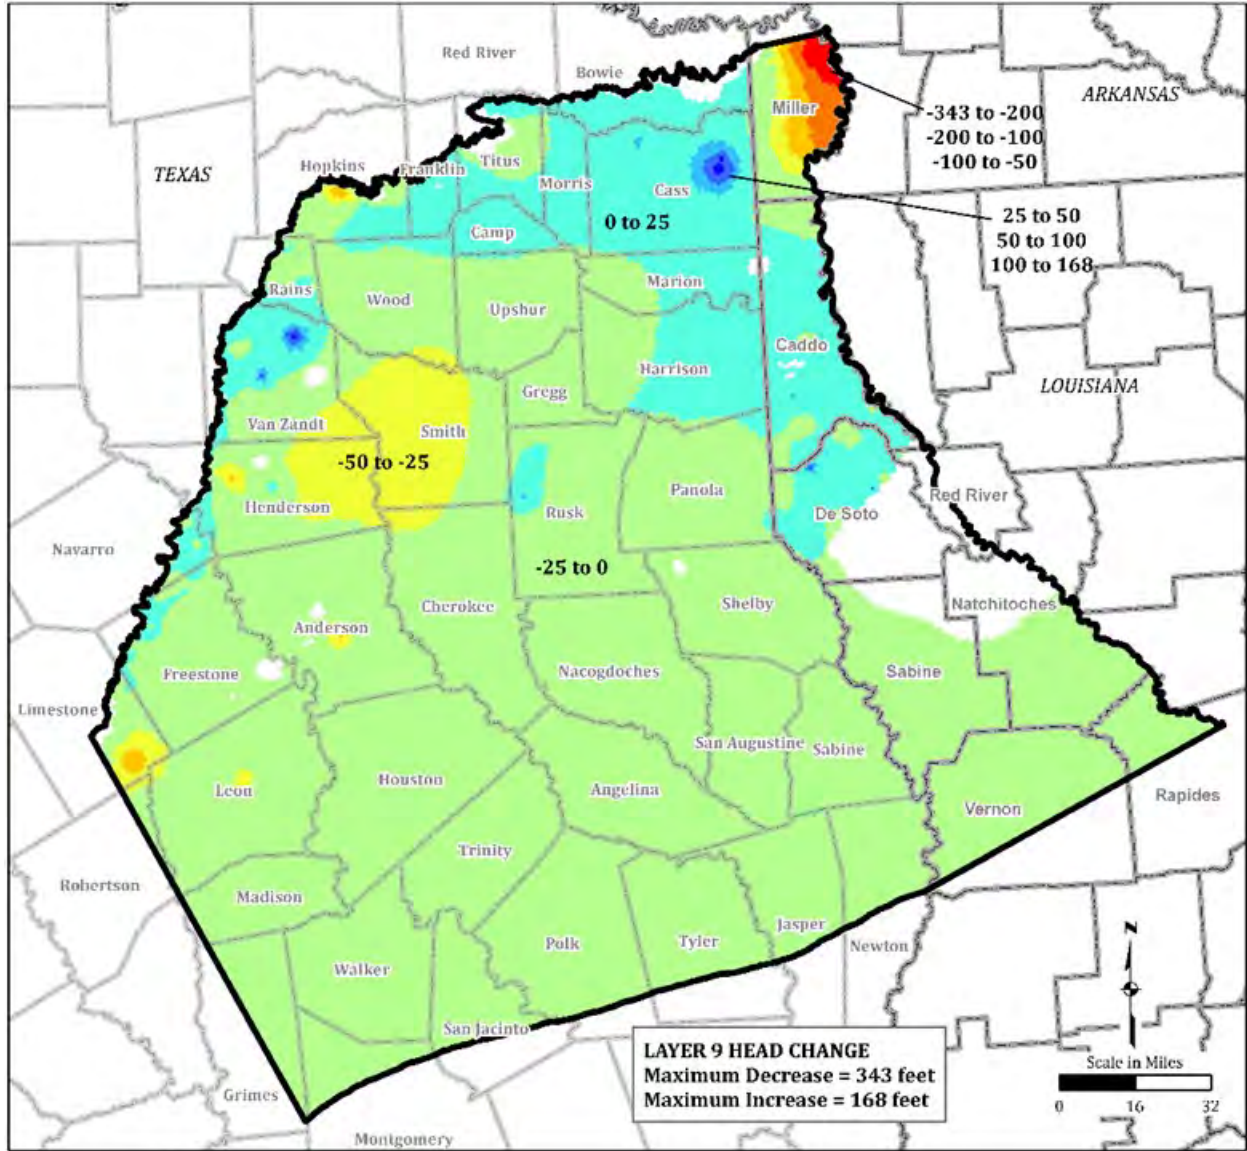 Red River
Bowie
ARKANSAS
Miller
-343 to -200
-200 to -100
-100 to -50
TEXAS
Hopkins
Franklin
Titus
Morris
Cass
0 to 25
25 to 50
50 to 100
100 to 168
Camp
Rains
Wood
Upshur
Marion
Caddo
LOUISIANA
Harrison
Gregg
Van Zandt
Smith
-50 to -25
Henderson
Panola
Red River
Rusk
De Soto
Navarro
-25 to 0
Cherokee
Shelby
Natchitoches
Anderson
Freestone
Nacogdoches
Sabine
Limestone
San Augustine
Sabine
Leon
Houston
Angelina
Vernon
Rapides
Trinity
Robertson
Madison
Jasper
Polk
Tyler
Newton
N
Walker
San Jacinto
LAYER 9 HEAD CHANGE
Maximum Decrease = 343 feet
Maximum Increase = 168 feet
Scale in Miles
0 16 32
Grimes
Montgomery